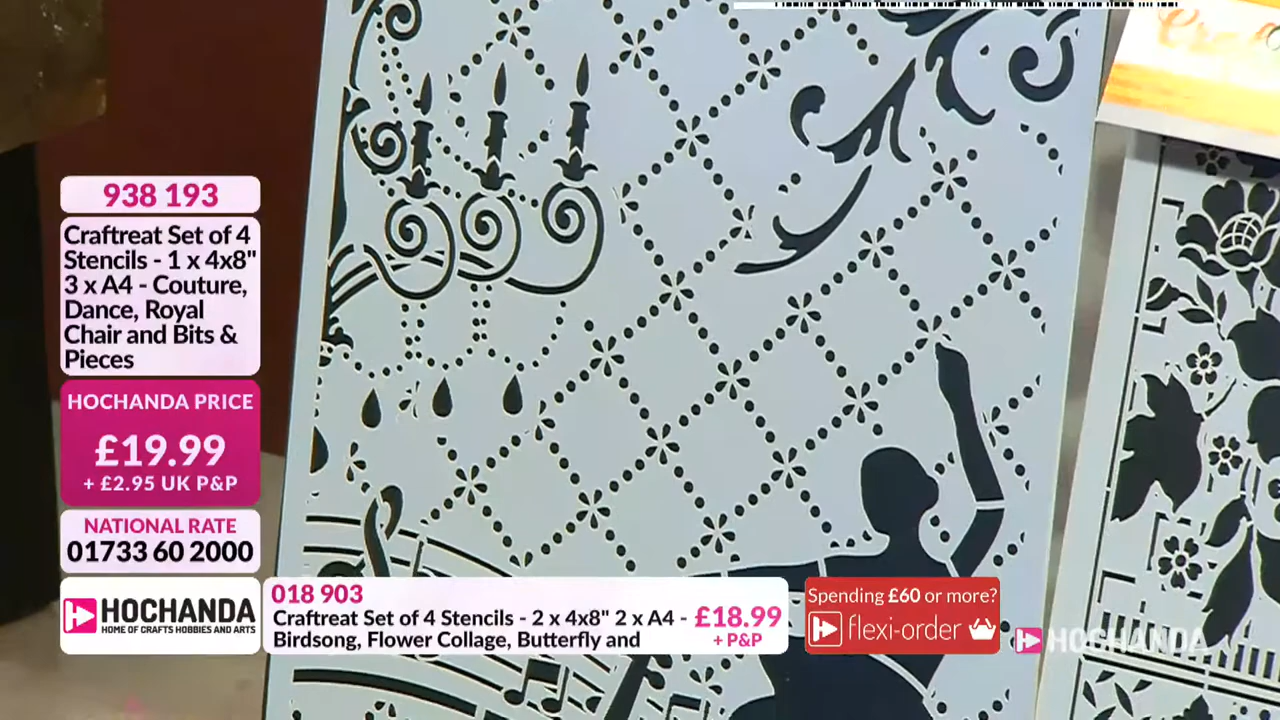 938 193
Craftreat Set of 4
Stencils - 1 x 4x8"
3 x A4 - Couture,
Dance, Royal
Chair and Bits &
Pieces
HOCHANDA PRICE
£19.99
+ £2.95 UK P&P
NATIONAL RATE
01733 60 2000
HOCHANDA
HOME OF CRAFTS HOBBIES AND ARTS
018 903
Craftreat Set of 4 Stencils - 2 x 4x8" 2 x A4 -
Birdsong, Flower Collage, Butterfly and
£18.99
+ P&P
Spending £60 or more?
flexi-order
HOCHANDA